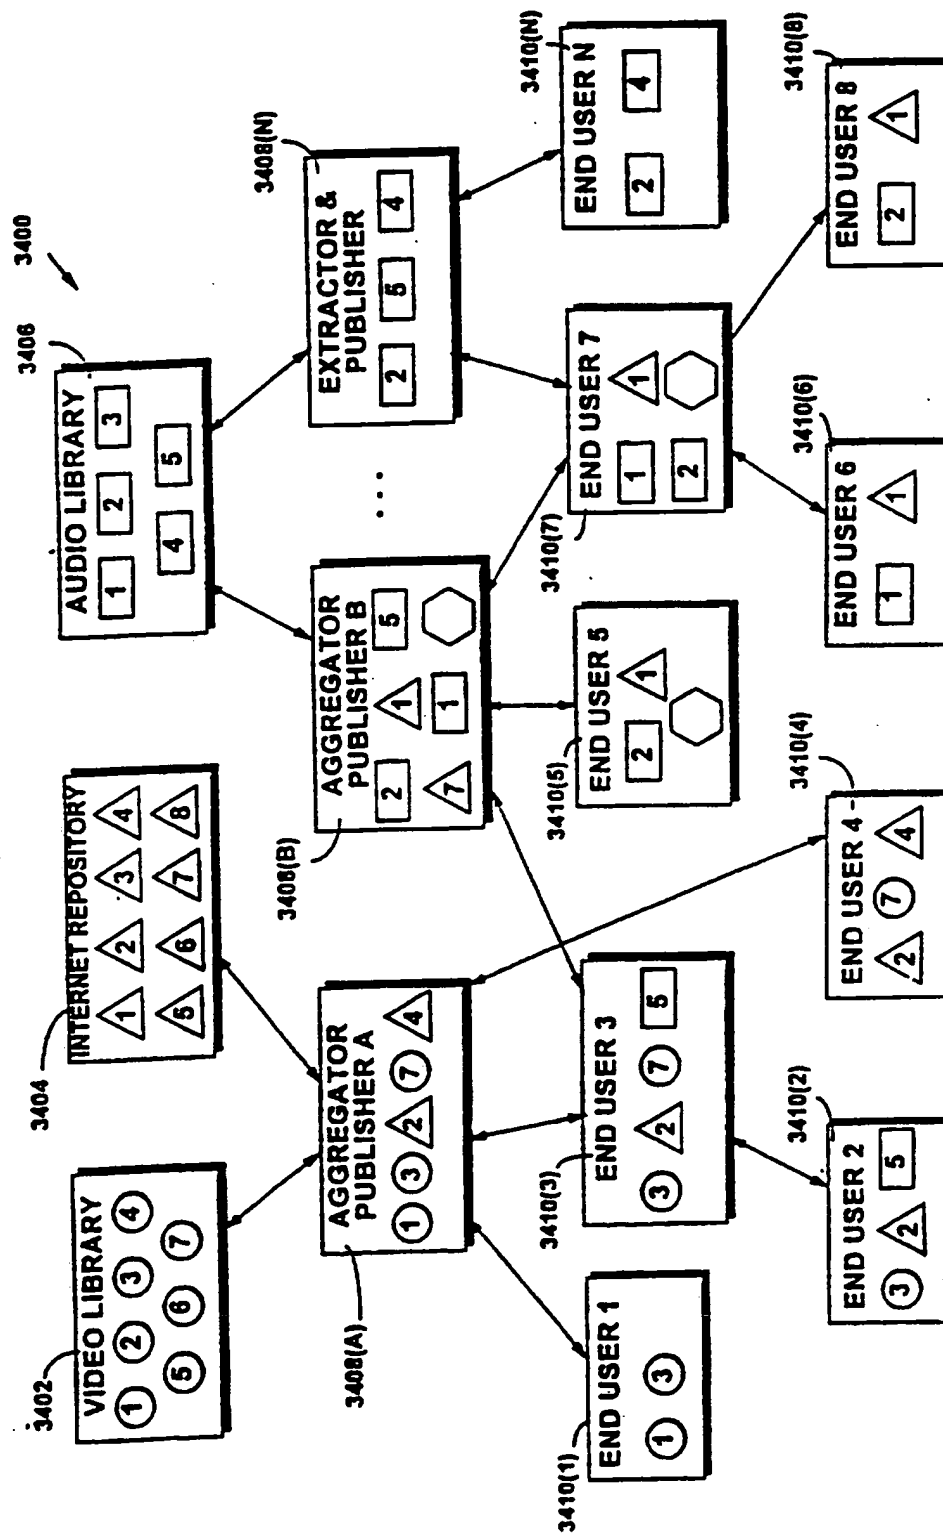 3400
3402
VIDEO LIBRARY
1 2 3 4
5 6 7
3404
INTERNET REPOSITORY
1 2 3 4
5 6 7 8
3406
AUDIO LIBRARY
1 2 3
4 5
3408(A)
AGGREGATOR
PUBLISHER A
1 3 2 7 4
3408(B)
AGGREGATOR
PUBLISHER B
2 1 5
7 1
...
3408(N)
EXTRACTOR &
PUBLISHER
2 5 4
3410(1)
END USER 1
1 3
3410(3)
END USER 3
3 2 7 5
3410(5)
END USER 5
2 1
3410(7)
END USER 7
1 1
2
3410(N)
END USER N
2 4
3410(2)
END USER 2
3 2 5
3410(4)
END USER 4
2 7 4
3410(6)
END USER 6
1 1
3410(8)
END USER 8
2 1